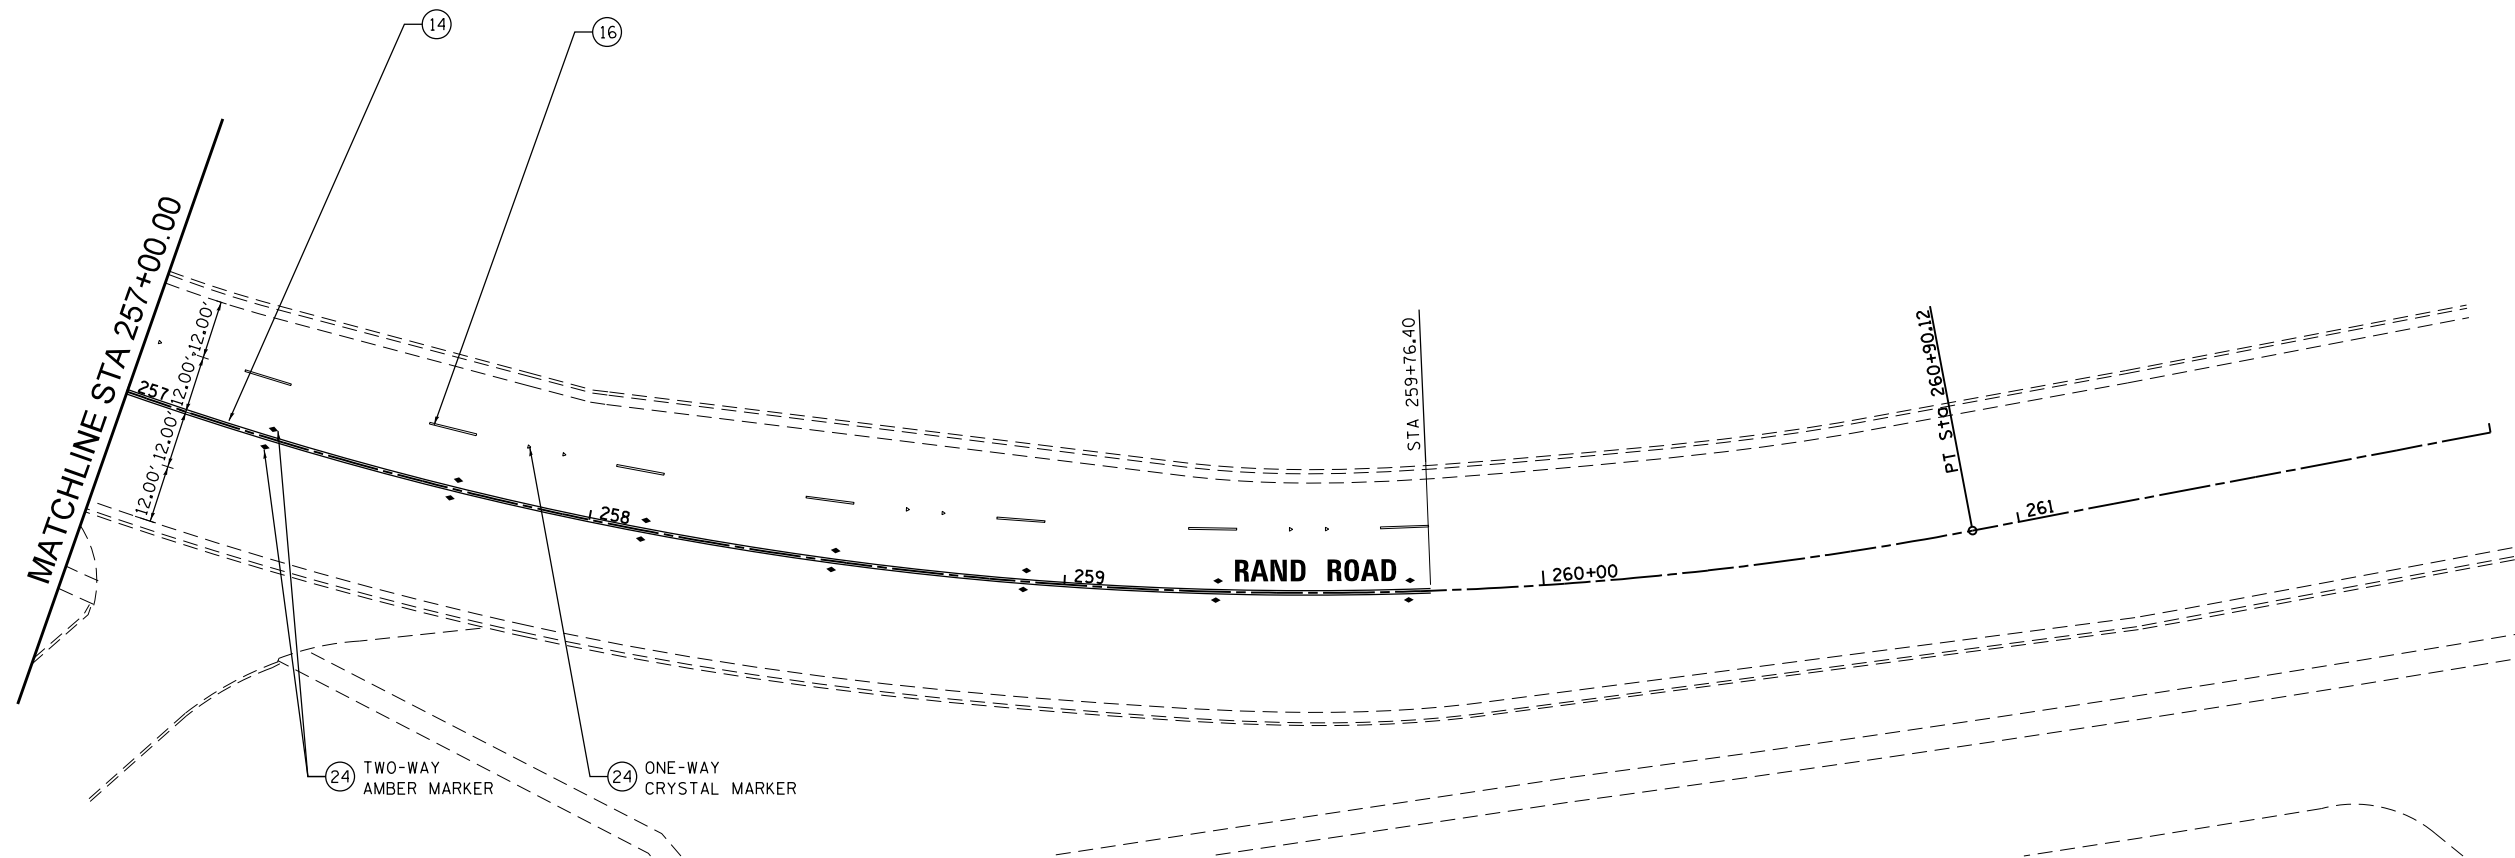 14
16
MATCHLINE STA 257+00.00
12.00'
12.00'
12.00'
12.00'
257
258
259
RAND ROAD
STA 259+76.40
260+00
PT Sta 260+90.12
261
24 TWO-WAY
AMBER MARKER
24 ONE-WAY
CRYSTAL MARKER